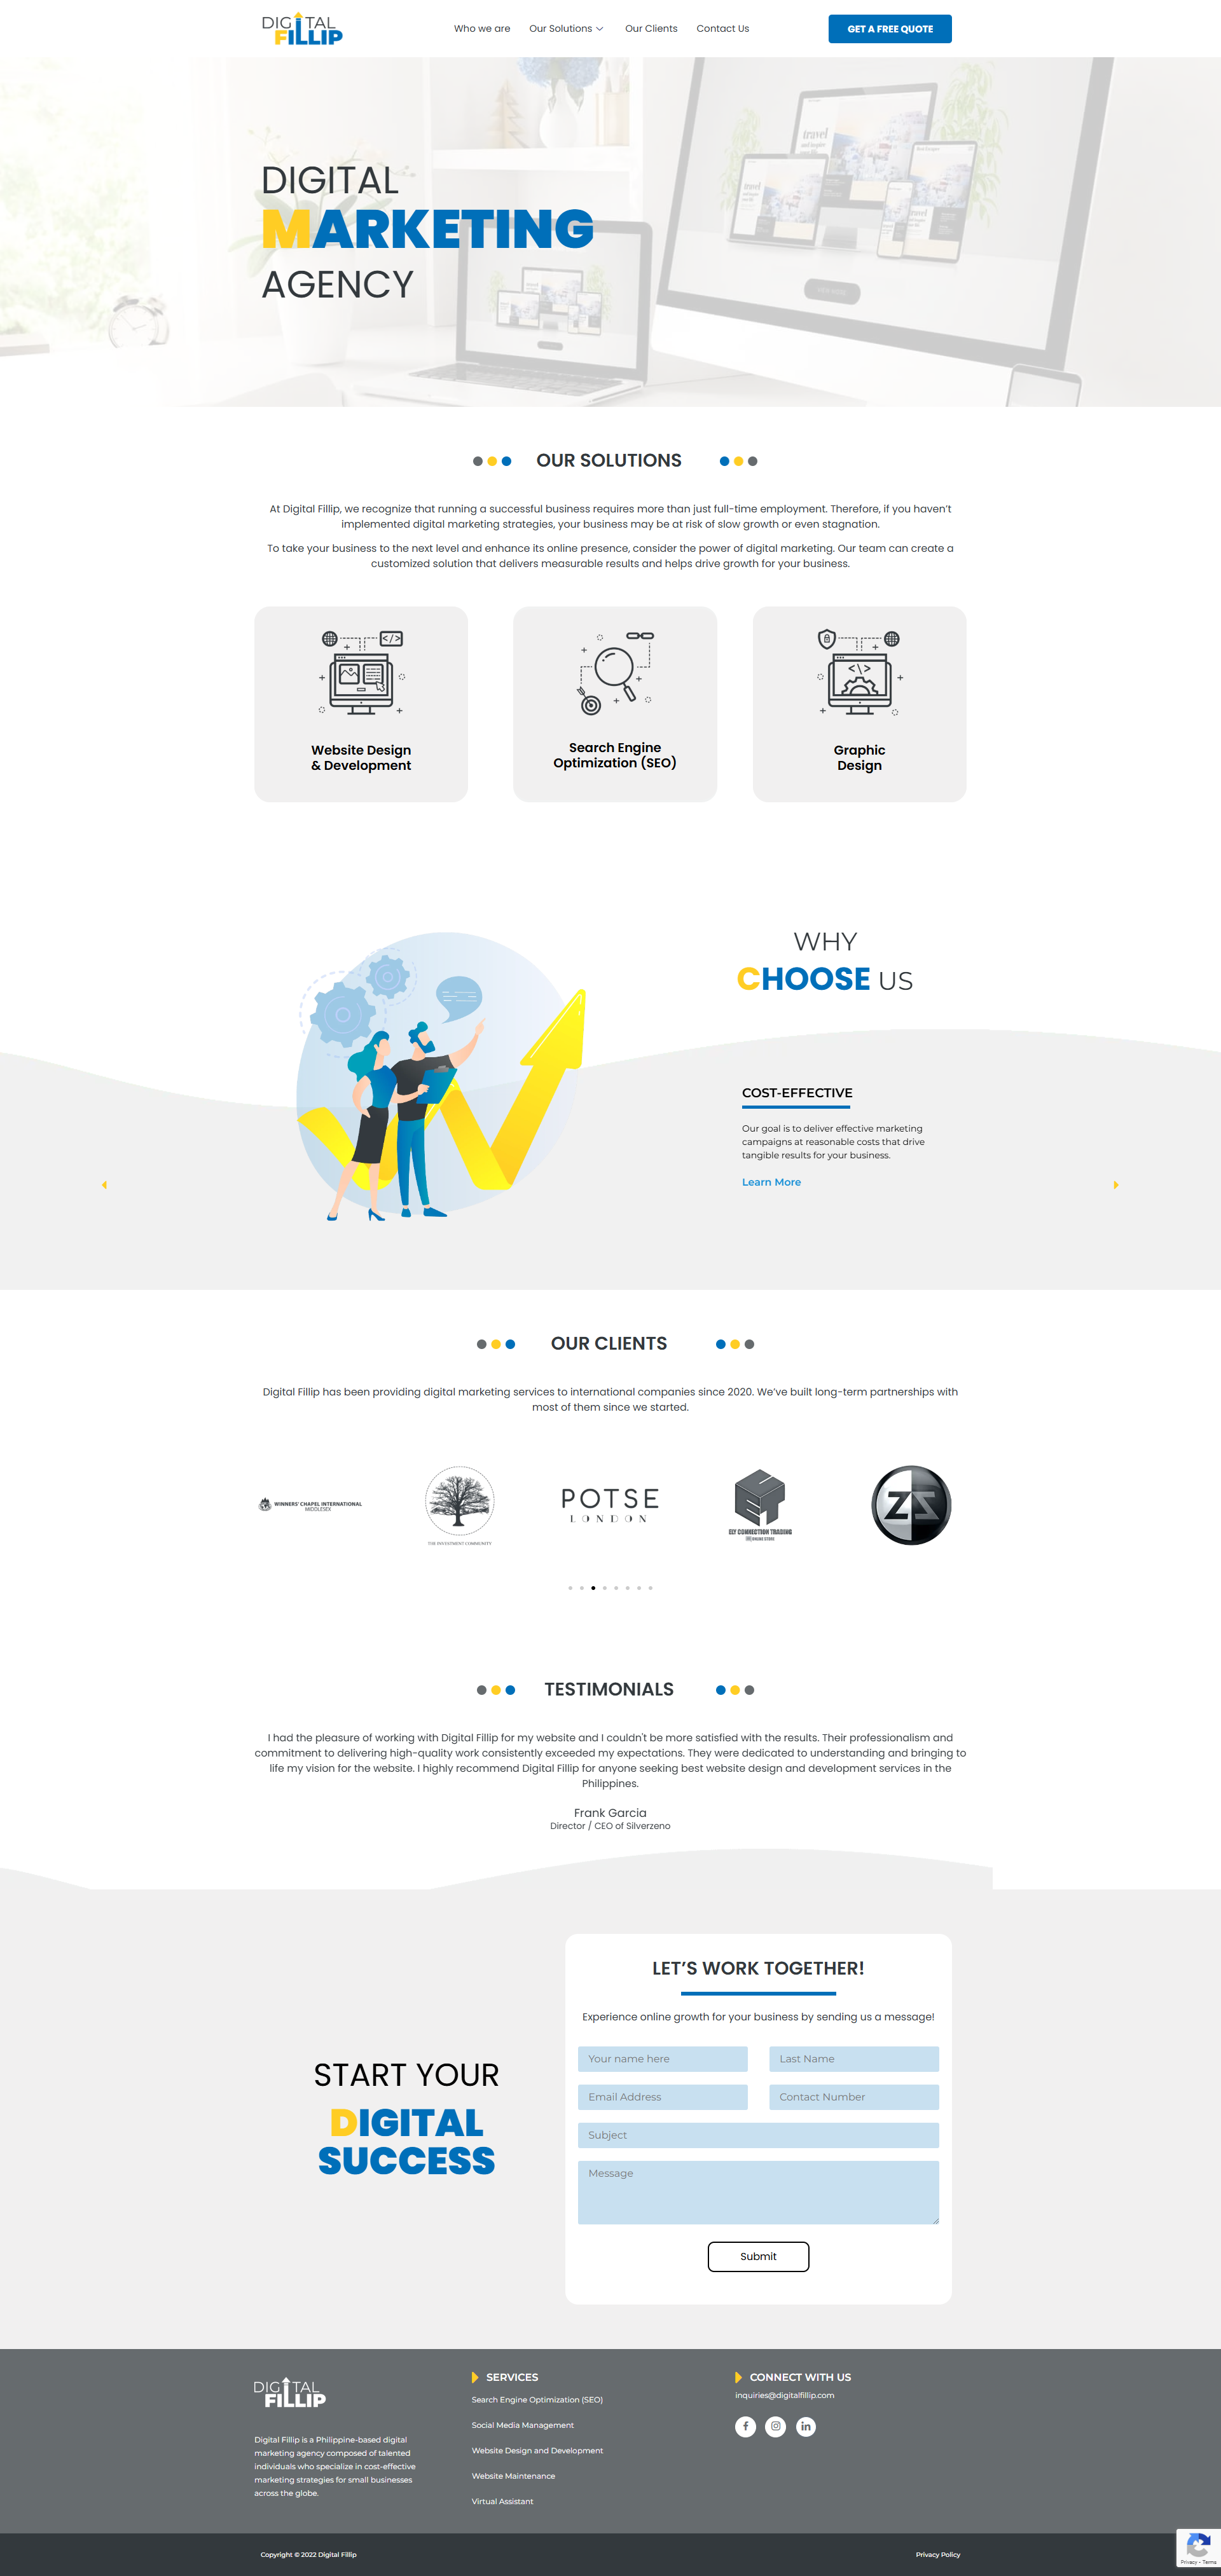 DIGITAL
FILLIP
Who we are
Our Solutions
Our Clients
Contact Us
GET A FREE QUOTE
DIGITAL
MARKETING
AGENCY
OUR SOLUTIONS
At Digital Fillip, we recognize that running a successful business requires more than just full-time employment. Therefore, if you haven't
implemented digital marketing strategies, your business may be at risk of slow growth or even stagnation.
To take your business to the next level and enhance its online presence, consider the power of digital marketing. Our team can create a
customized solution that delivers measurable results and helps drive growth for your business.
Website Design
& Development
Search Engine
Optimization (SEO)
Graphic
Design
WHY
CHOOSE US
COST-EFFECTIVE
Our goal is to deliver effective marketing
campaigns at reasonable costs that drive
tangible results for your business.
Learn More
OUR CLIENTS
Digital Fillip has been providing digital marketing services to international companies since 2020. We've built long-term partnerships with
most of them since we started.
WINNERS' CHAPEL INTERNATIONAL
MIDDLESEX
THE INVESTMENT COMMUNITY
POTSE
LONDON
ELY CONNECTION TRADING
ONLINE STORE
TESTIMONIALS
I had the pleasure of working with Digital Fillip for my website and I couldn't be more satisfied with the results. Their professionalism and
commitment to delivering high-quality work consistently exceeded my expectations. They were dedicated to understanding and bringing to
life my vision for the website. I highly recommend Digital Fillip for anyone seeking best website design and development services in the
Philippines.
Frank Garcia
Director / CEO of Silverzeno
START YOUR
DIGITAL
SUCCESS
LET'S WORK TOGETHER!
Experience online growth for your business by sending us a message!
Your name here
Last Name
Email Address
Contact Number
Subject
Message
Submit
DIGITAL
FILLIP
Digital Fillip is a Philippine-based digital
marketing agency composed of talented
individuals who specialize in cost-effective
marketing strategies for small businesses
across the globe.
SERVICES
Search Engine Optimization (SEO)
Social Media Management
Website Design and Development
Website Maintenance
Virtual Assistant
CONNECT WITH US
inquiries@digitalfillip.com
Copyright © 2022 Digital Fillip
Privacy Policy
Privacy - Terms